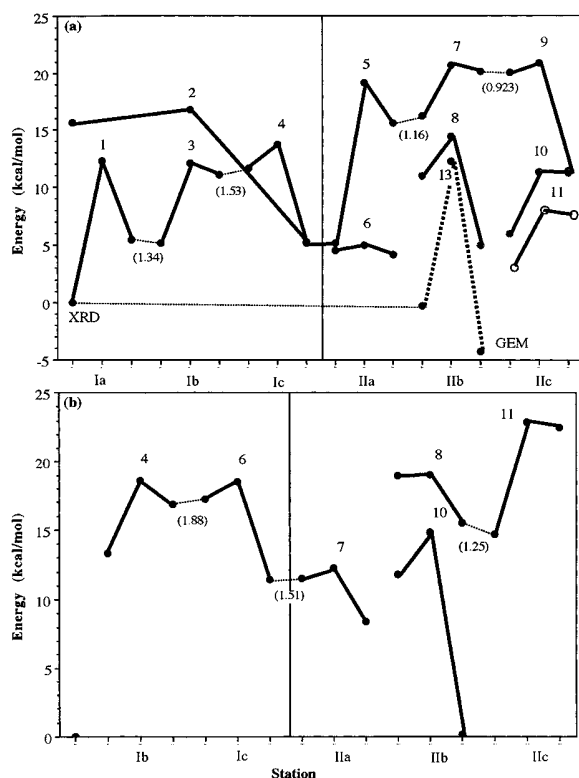 (a)
Energy (kcal/mol)
25
20
15
10
5
0
-5
1
2
3
4
5
6
7
8
9
10
11
13
(1.34)
(1.53)
(1.16)
(0.923)
XRD
GEM
Ia
Ib
Ic
IIa
IIb
IIc
(b)
Energy (kcal/mol)
25
20
15
10
5
0
4
6
7
8
10
11
(1.88)
(1.51)
(1.25)
Ib
Ic
IIa
IIb
IIc
Station